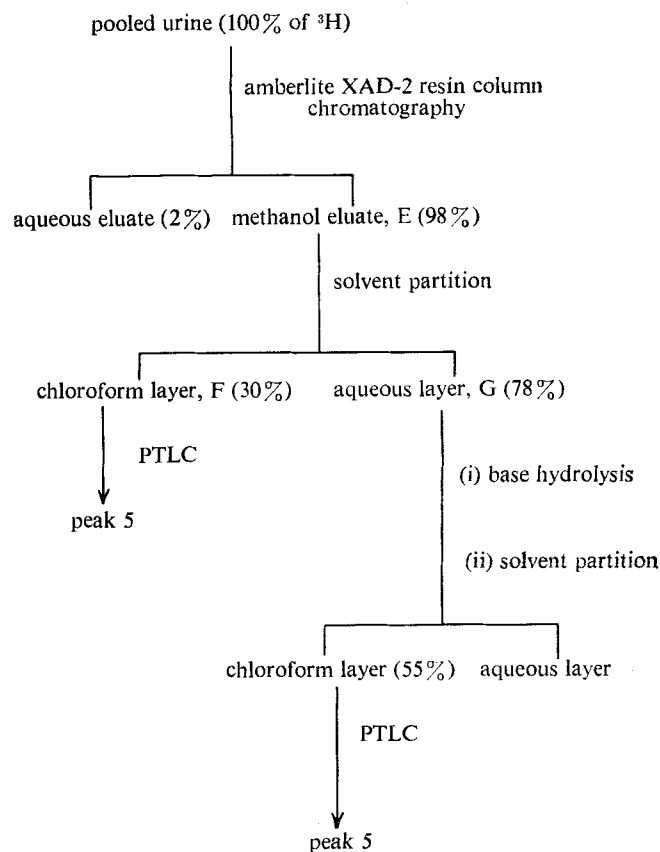 pooled urine (100% of ³H)
amberlite XAD-2 resin column
chromatography
aqueous eluate (2%) methanol eluate, E (98%)
solvent partition
chloroform layer, F (30%) aqueous layer, G (78%)
PTLC
(i) base hydrolysis
peak 5
(ii) solvent partition
chloroform layer (55%) aqueous layer
PTLC
peak 5